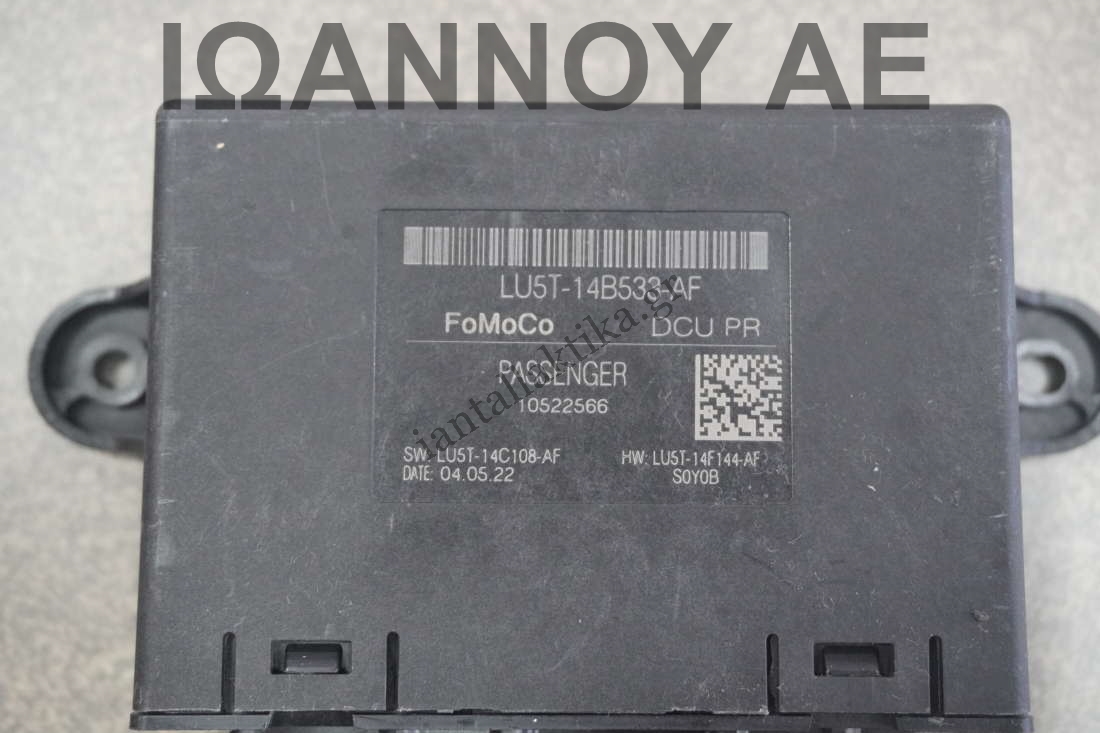 ΙΩΑΝΝΟΥ ΑΕ
LU5T-14B533-AF
FoMoCo DCU PR
PASSENGER
10522566
SW: LU5T-14C108-AF HW: LU5T-14F144-AF
DATE: 04.05.22 S0Y0B
iantallaktika.gr